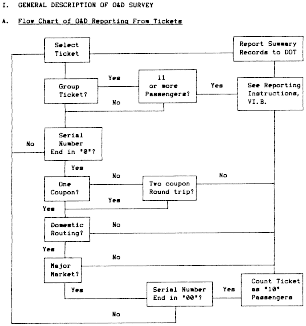 I. GENERAL DESCRIPTION OF O&D SURVEY
A. Flow Chart of O&D Reporting From Tickets
Select
Ticket
Report Summary
Records to DOT
Group
Ticket?
Yes
11
or more
Passengers?
Yes
See Reporting
Instructions,
VI.B.
No
Serial
Number
End in "0"?
No
Yes
One
Coupon?
No
Two coupon
Round trip?
No
Yes
Yes
Domestic
Routing?
No
Yes
Major
Market?
No
Yes
Serial Number
End in "00"?
Yes
Count Ticket
as "10"
Passengers
No